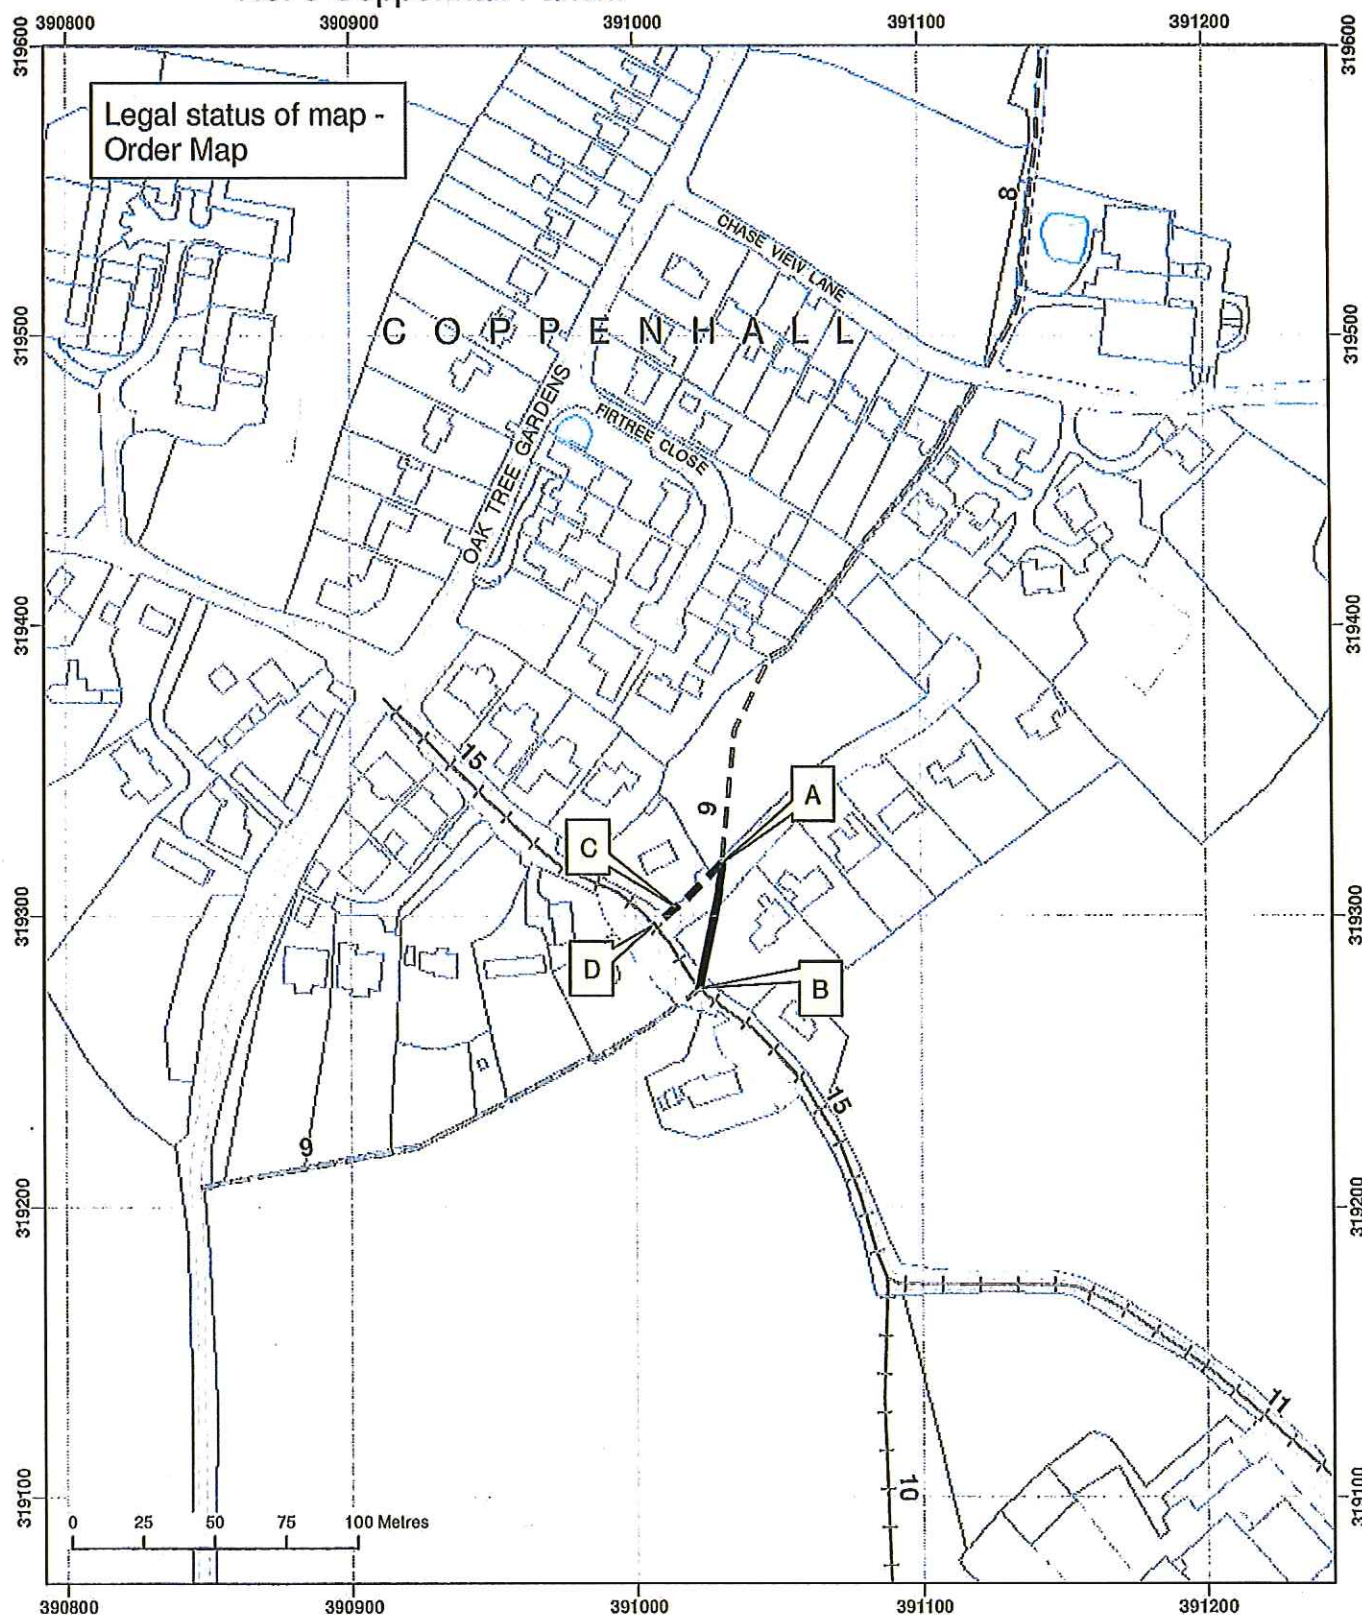 390800 390900 391000 391100 391200
319600 319600
Legal status of map -
Order Map
8
CHASE VIEW LANE
COPPENHALL
319500 319500
OAK TREE GARDENS
FIRTREE CLOSE
319400 319400
15
9
A
C
319300 319300
D
B
15
9
319200 319200
11
10
319100 319100
0 25 50 75 100 Metres
390800 390900 391000 391100 391200